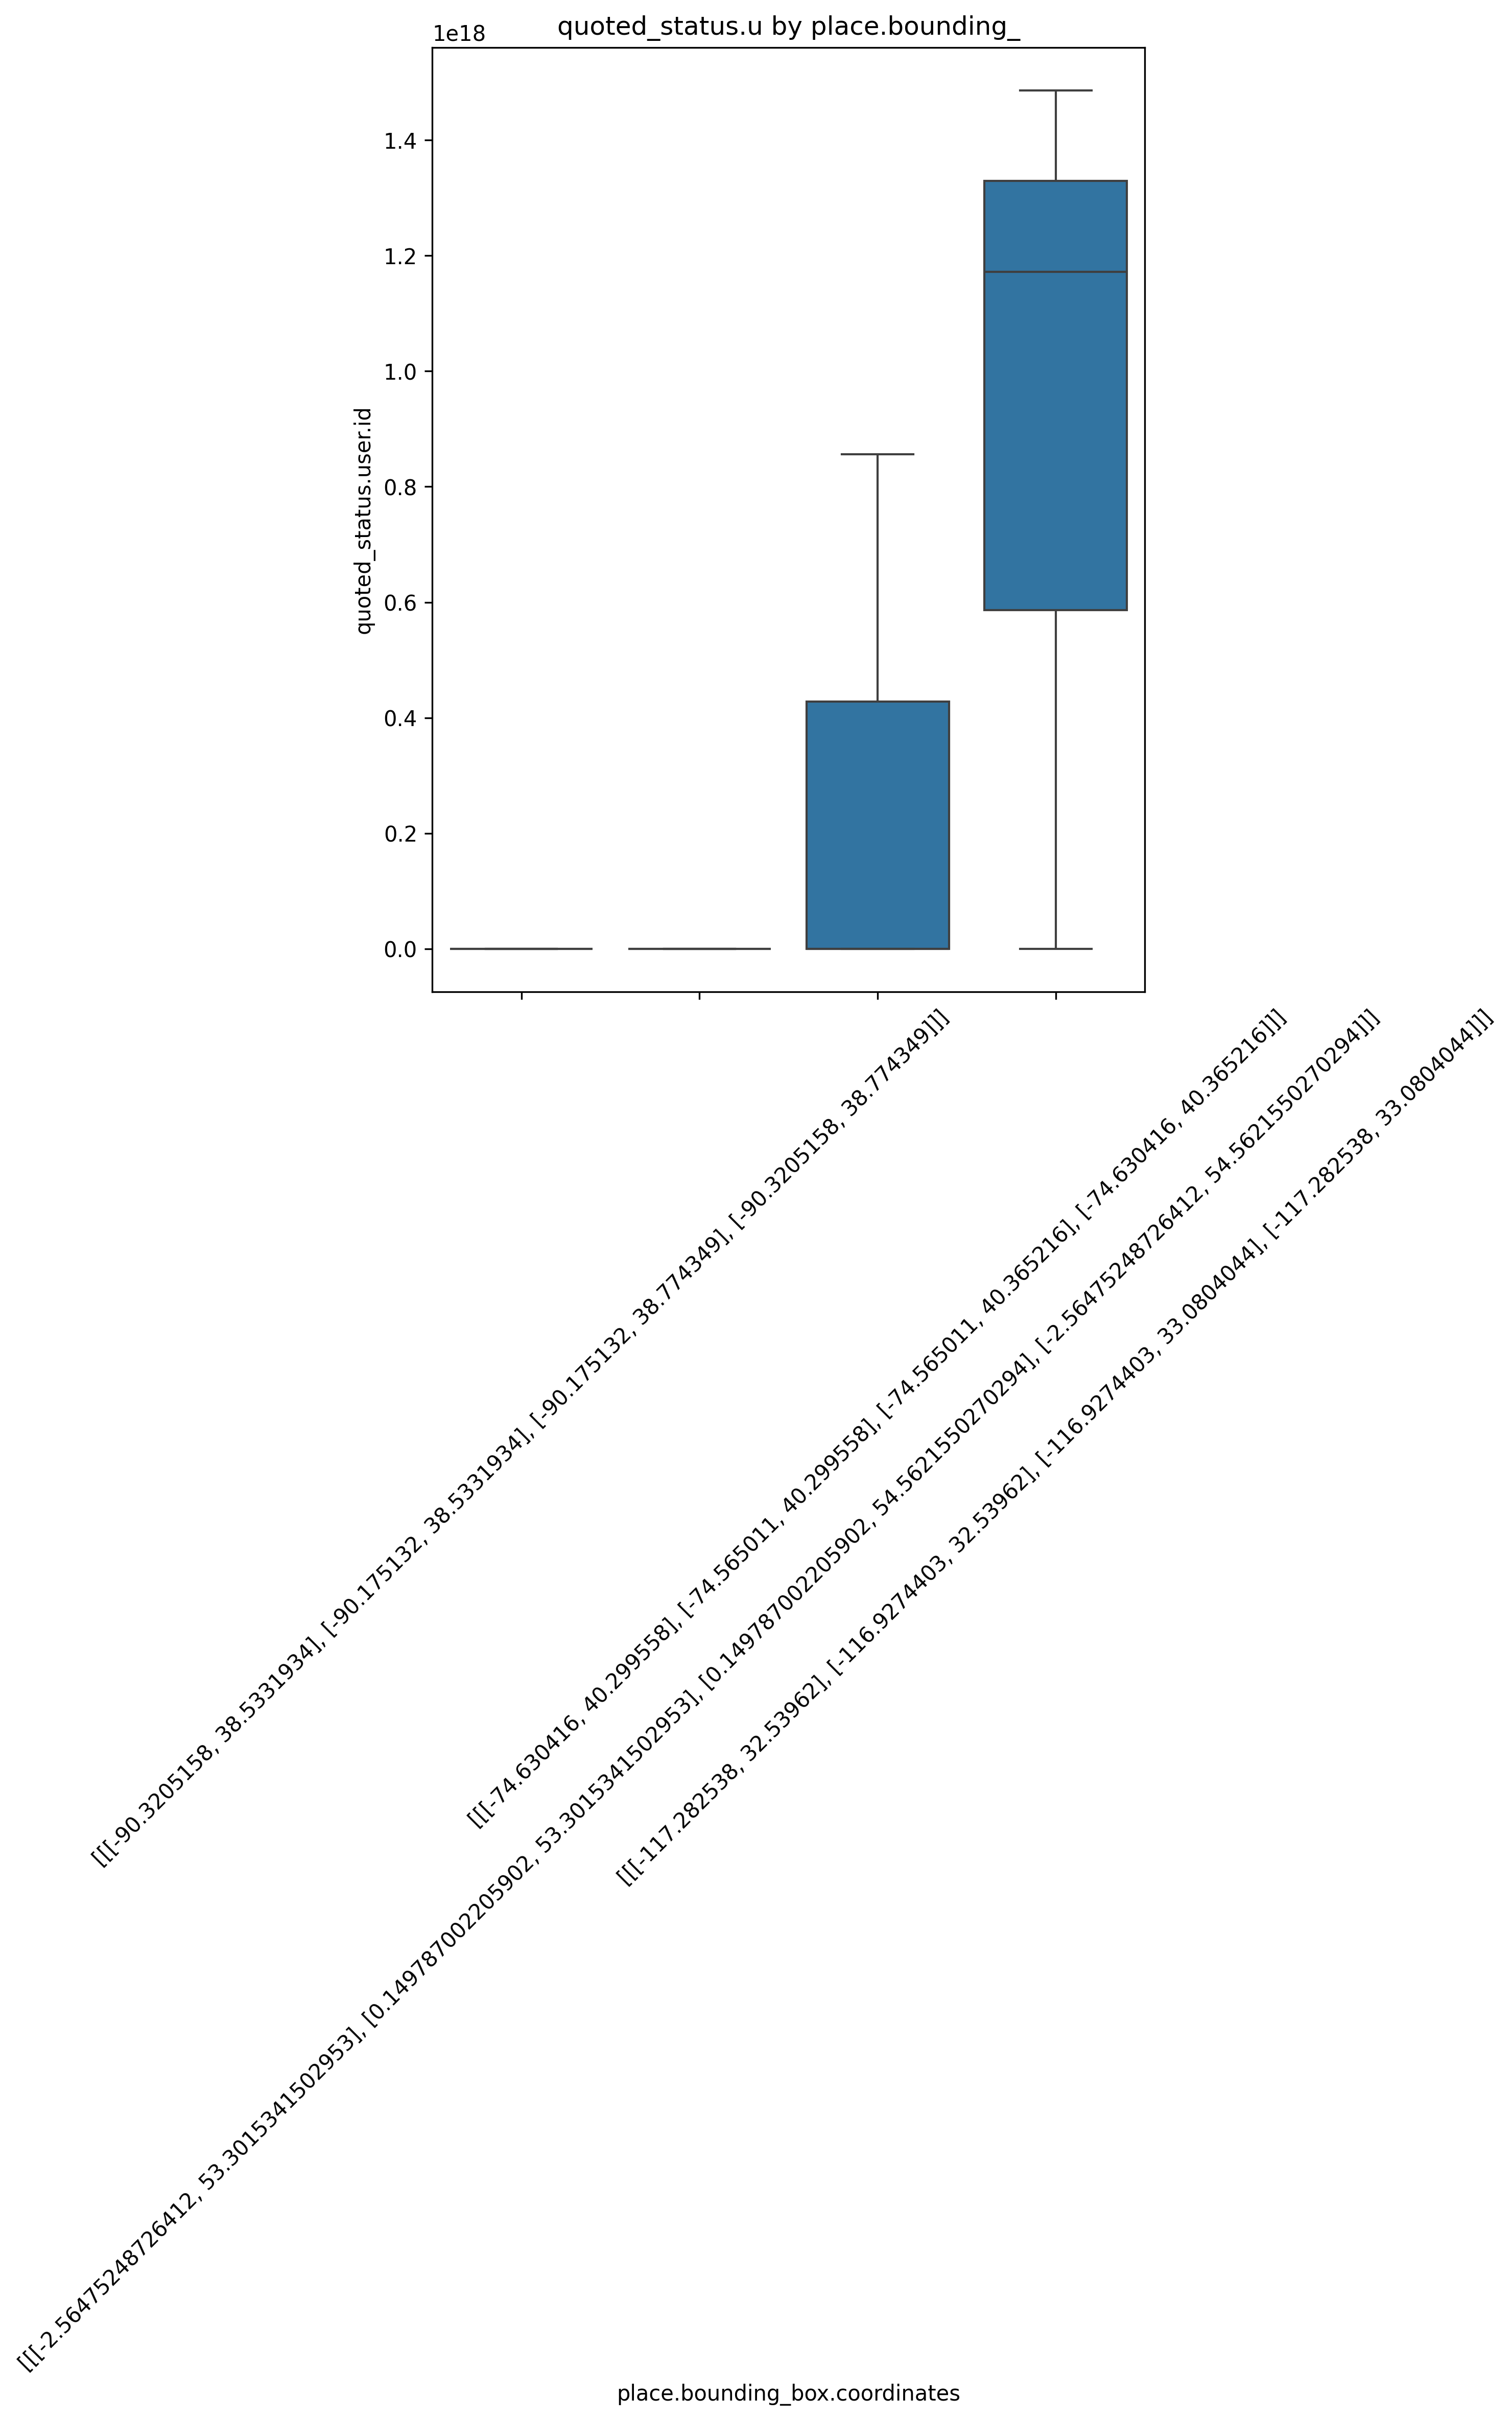 quoted_status.u by place.bounding_
1e18
1.4
1.2
1.0
0.8
0.6
0.4
0.2
0.0
quoted_status.user.id
[[[-90.3205158, 38.5331934], [-90.175132, 38.5331934], [-90.175132, 38.774349], [-90.3205158, 38.774349]]]
[[[-74.630416, 40.299558], [-74.565011, 40.299558], [-74.565011, 40.365216], [-74.630416, 40.365216]]]
[[[-2.56475248726412, 53.3015341502953], [0.149787002205902, 53.3015341502953], [0.149787002205902, 54.5621550270294], [-2.56475248726412, 54.5621550270294]]]
[[[-117.282538, 32.53962], [-116.9274403, 32.53962], [-116.9274403, 33.0804044], [-117.282538, 33.0804044]]]
place.bounding_box.coordinates